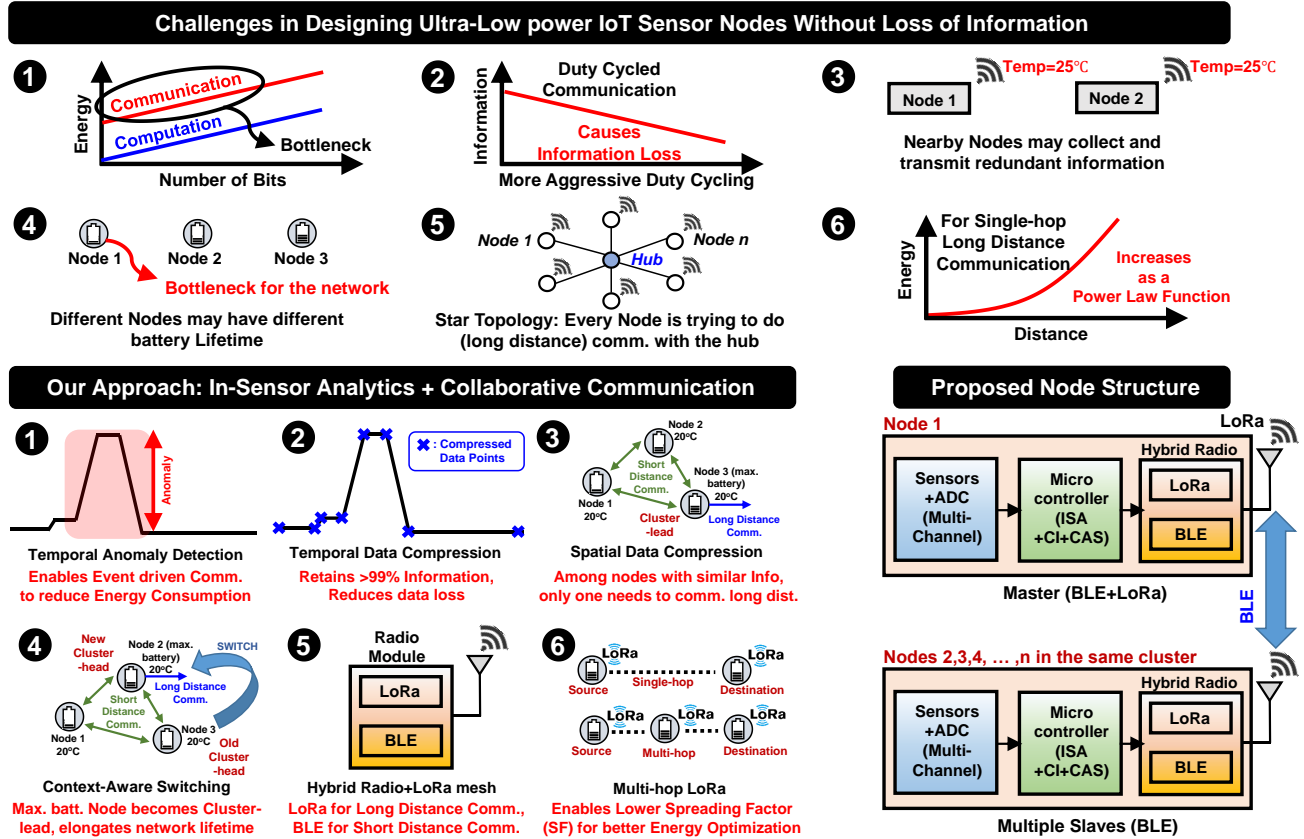 Challenges in Designing Ultra-Low power IoT Sensor Nodes Without Loss of Information
1
Energy
Communication
Computation
Bottleneck
Number of Bits
2
Information
Duty Cycled
Communication
Causes
Information Loss
More Aggressive Duty Cycling
3
Temp=25℃
Temp=25℃
Node 1
Node 2
Nearby Nodes may collect and
transmit redundant information
4
Node 1
Node 2
Node 3
Bottleneck for the network
Different Nodes may have different
battery Lifetime
5
Node 1
Node n
Hub
Star Topology: Every Node is trying to do
(long distance) comm. with the hub
6
Energy
For Single-hop
Long Distance
Communication
Increases
as a
Power Law Function
Distance
Our Approach: In-Sensor Analytics + Collaborative Communication
1
Anomaly
Temporal Anomaly Detection
Enables Event driven Comm.
to reduce Energy Consumption
2
: Compressed
Data Points
Temporal Data Compression
Retains >99% Information,
Reduces data loss
3
Node 2
20ºC
Short
Distance
Comm.
Node 3 (max.
battery)
20ºC
Node 1
20ºC
Cluster
-lead
Long Distance
Comm.
Spatial Data Compression
Among nodes with similar Info,
only one needs to comm. long dist.
4
New
Cluster
-head
Node 2 (max.
battery)
20ºC
SWITCH
Long Distance
Comm.
Short
Distance
Comm.
Node 1
20ºC
Node 3
20ºC
Old
Cluster
-head
Context-Aware Switching
Max. batt. Node becomes Cluster-
lead, elongates network lifetime
5
Radio
Module
LoRa
BLE
Hybrid Radio+LoRa mesh
LoRa for Long Distance Comm.,
BLE for Short Distance Comm.
6
LoRa
LoRa
Single-hop
Source
Destination
LoRa
LoRa
LoRa
Source
Multi-hop
Destination
Multi-hop LoRa
Enables Lower Spreading Factor
(SF) for better Energy Optimization
Proposed Node Structure
Node 1
LoRa
Hybrid Radio
Sensors
+ADC
(Multi-
Channel)
Micro
controller
(ISA
+CI+CAS)
LoRa
BLE
Master (BLE+LoRa)
BLE
Nodes 2,3,4, … ,n in the same cluster
Hybrid Radio
Sensors
+ADC
(Multi-
Channel)
Micro
controller
(ISA
+CI+CAS)
LoRa
BLE
Multiple Slaves (BLE)